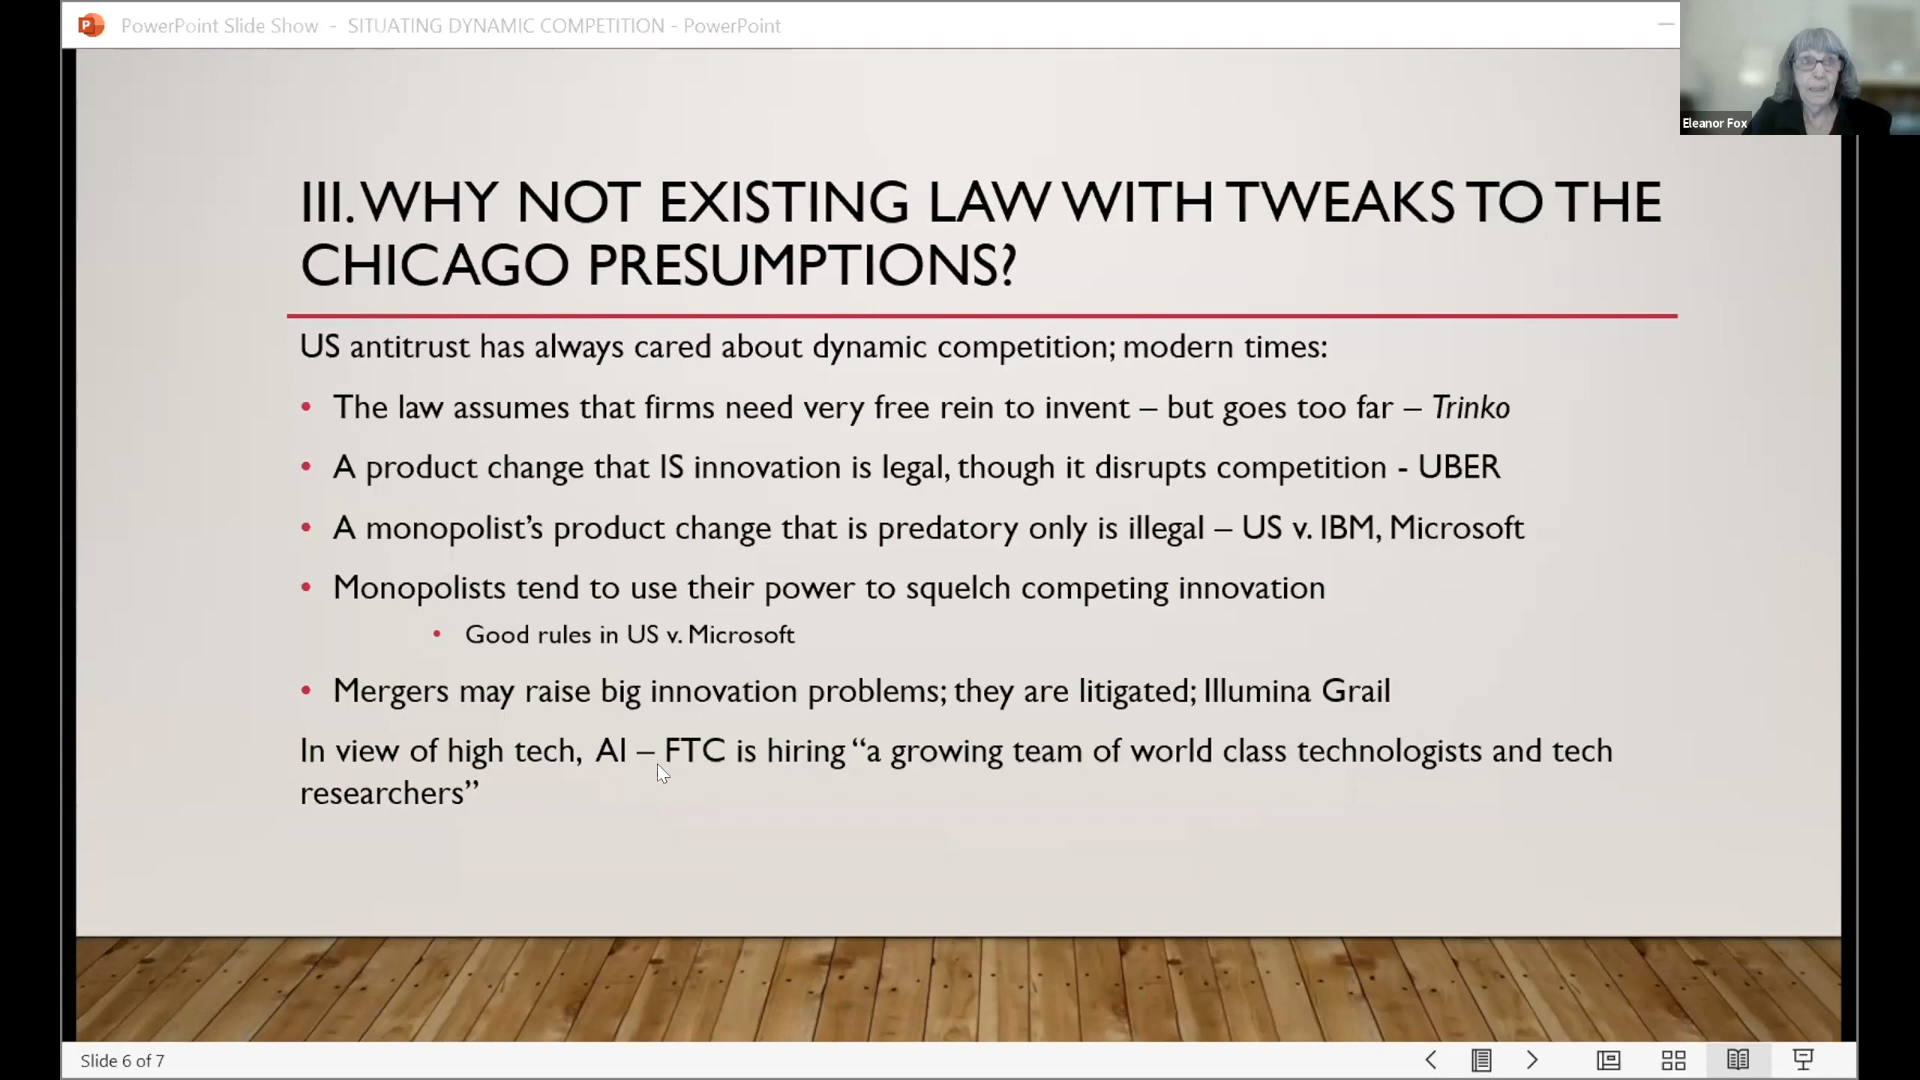 PowerPoint Slide Show - SITUATING DYNAMIC COMPETITION - PowerPoint
Eleanor Fox
III. WHY NOT EXISTING LAW WITH TWEAKS TO THE
CHICAGO PRESUMPTIONS?
US antitrust has always cared about dynamic competition; modern times:
• The law assumes that firms need very free rein to invent – but goes too far – Trinko
• A product change that IS innovation is legal, though it disrupts competition - UBER
• A monopolist’s product change that is predatory only is illegal – US v. IBM, Microsoft
• Monopolists tend to use their power to squelch competing innovation
• Good rules in US v. Microsoft
• Mergers may raise big innovation problems; they are litigated; Illumina Grail
In view of high tech, AI – FTC is hiring “a growing team of world class technologists and tech
researchers”
Slide 6 of 7